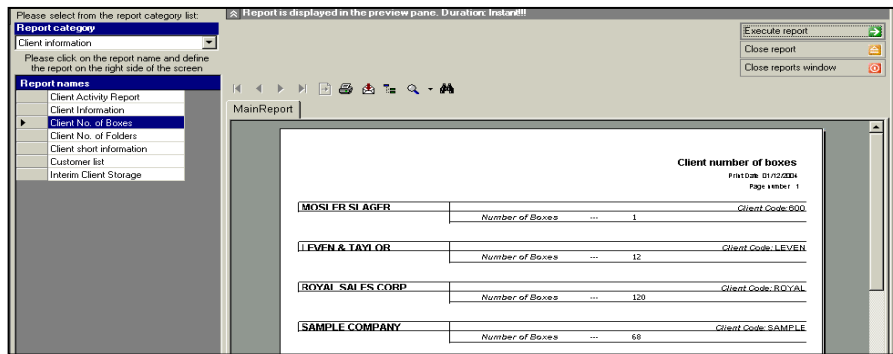 Please select from the report category list:
Report category
Client information
Please click on the report name and define
the report on the right side of the screen
Report names
Client Activity Report
Client Information
Client No. of Boxes
Client No. of Folders
Client short information
Customer list
Interim Client Storage
Report is displayed in the preview pane. Duration: Instant!!!
Execute report
Close report
Close reports window
MainReport
Client number of boxes
Print Date 01/12/2004
Page number 1
MOSLER SLAGER Client Code: 600
Number of Boxes --- 1
LEVEN & TAYLOR Client Code: LEVEN
Number of Boxes --- 12
ROYAL SALES CORP Client Code: ROYAL
Number of Boxes --- 120
SAMPLE COMPANY Client Code: SAMPLE
Number of Boxes --- 68